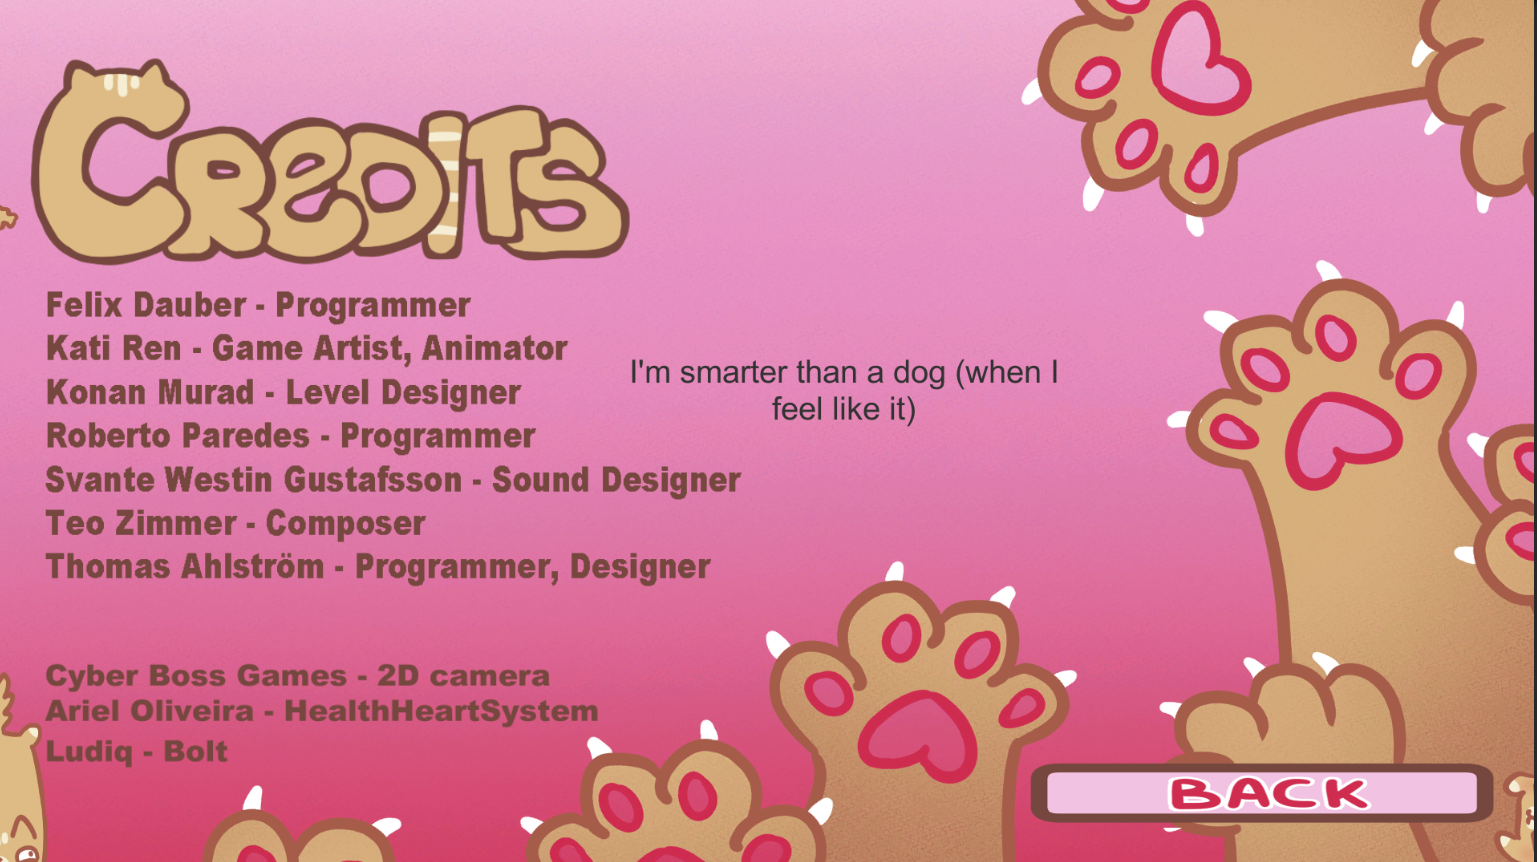 CReDITS
Felix Dauber - Programmer
Kati Ren - Game Artist, Animator
Konan Murad - Level Designer
Roberto Paredes - Programmer
Svante Westin Gustafsson - Sound Designer
Teo Zimmer - Composer
Thomas Ahlström - Programmer, Designer
I'm smarter than a dog (when I
feel like it)
Cyber Boss Games - 2D camera
Ariel Oliveira - HealthHeartSystem
Ludiq - Bolt
BACK